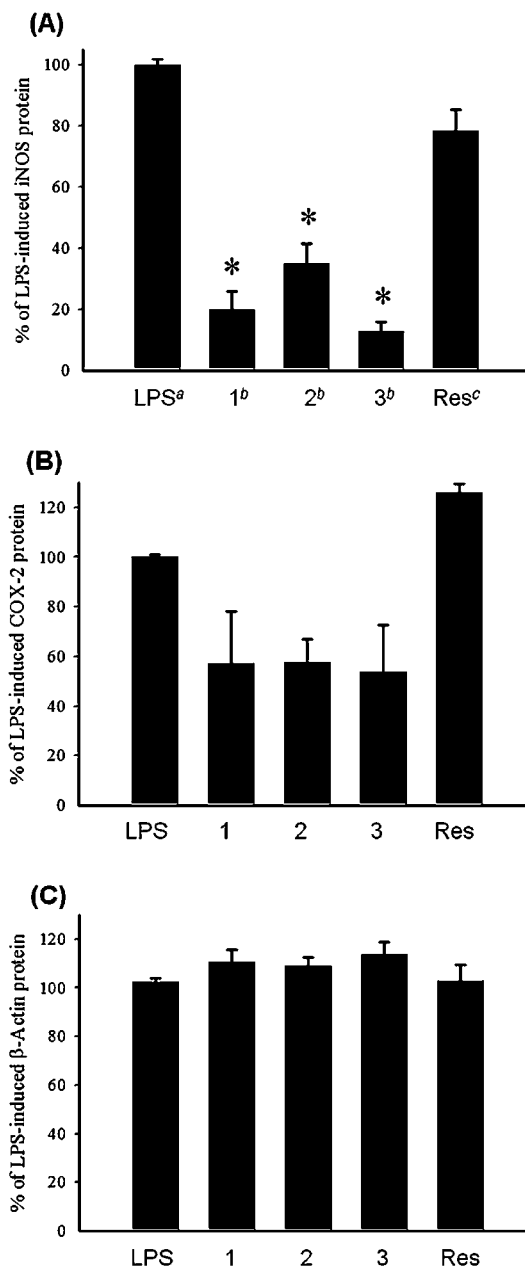 (A)
% of LPS-induced iNOS protein
100
80
60
40
20
0
*
*
*
LPSᵃ 1ᵇ 2ᵇ 3ᵇ Resᶜ
(B)
% of LPS-induced COX-2 protein
120
100
80
60
40
20
0
LPS 1 2 3 Res
(C)
% of LPS-induced β-Actin protein
120
100
80
60
40
20
0
LPS 1 2 3 Res